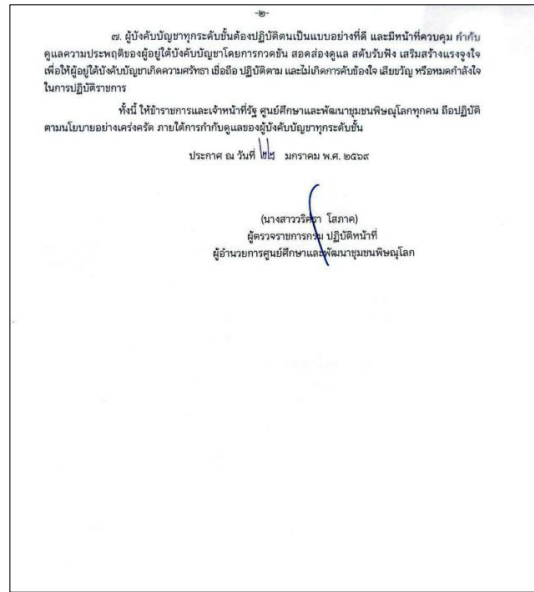 -๒-
๗. ผู้บังคับบัญชาทุกระดับชั้นต้องปฏิบัติตนเป็นแบบอย่างที่ดี และมีหน้าที่ควบคุม กำกับ
ดูแลความประพฤติของผู้อยู่ใต้บังคับบัญชาโดยการกวดขัน สอดส่องดูแล สดับรับฟัง เสริมสร้างแรงจูงใจ
เพื่อให้ผู้อยู่ใต้บังคับบัญชาเกิดความศรัทธา เชื่อถือ ปฏิบัติตาม และไม่เกิดการคับข้องใจ เสียขวัญ หรือหมดกำลังใจ
ในการปฏิบัติราชการ
ทั้งนี้ ให้ข้าราชการและเจ้าหน้าที่รัฐ ศูนย์ศึกษาและพัฒนาชุมชนพิษณุโลกทุกคน ถือปฏิบัติ
ตามนโยบายอย่างเคร่งครัด ภายใต้การกำกับดูแลของผู้บังคับบัญชาทุกระดับชั้น
ประกาศ ณ วันที่ ๒๒ มกราคม พ.ศ. ๒๕๖๙
(นางสาววริศรา โสภาค)
ผู้ตรวจราชการกรม ปฏิบัติหน้าที่
ผู้อำนวยการศูนย์ศึกษาและพัฒนาชุมชนพิษณุโลก